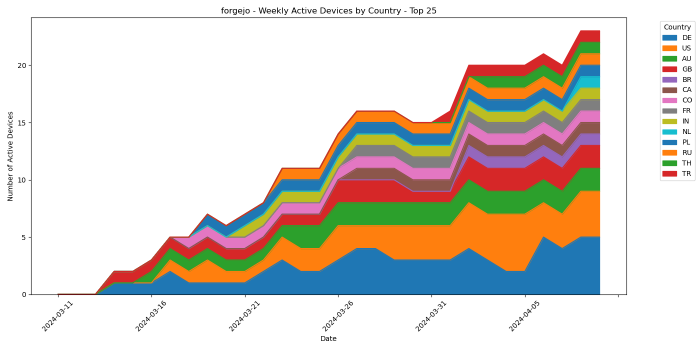 forgejo - Weekly Active Devices by Country - Top 25
Number of Active Devices
20
15
10
5
0
2024-03-11
2024-03-16
2024-03-21
2024-03-26
2024-03-31
2024-04-05
Date
Country
DE
US
AU
GB
BR
CA
CO
FR
IN
NL
PL
RU
TH
TR